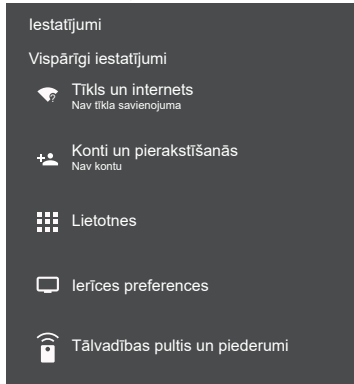 Iestatījumi
Vispārīgi iestatījumi
Tīkls un internets
Nav tīkla savienojuma
Konti un pierakstīšanās
Nav kontu
Lietotnes
Ierīces preferences
Tālvadības pultis un piederumi